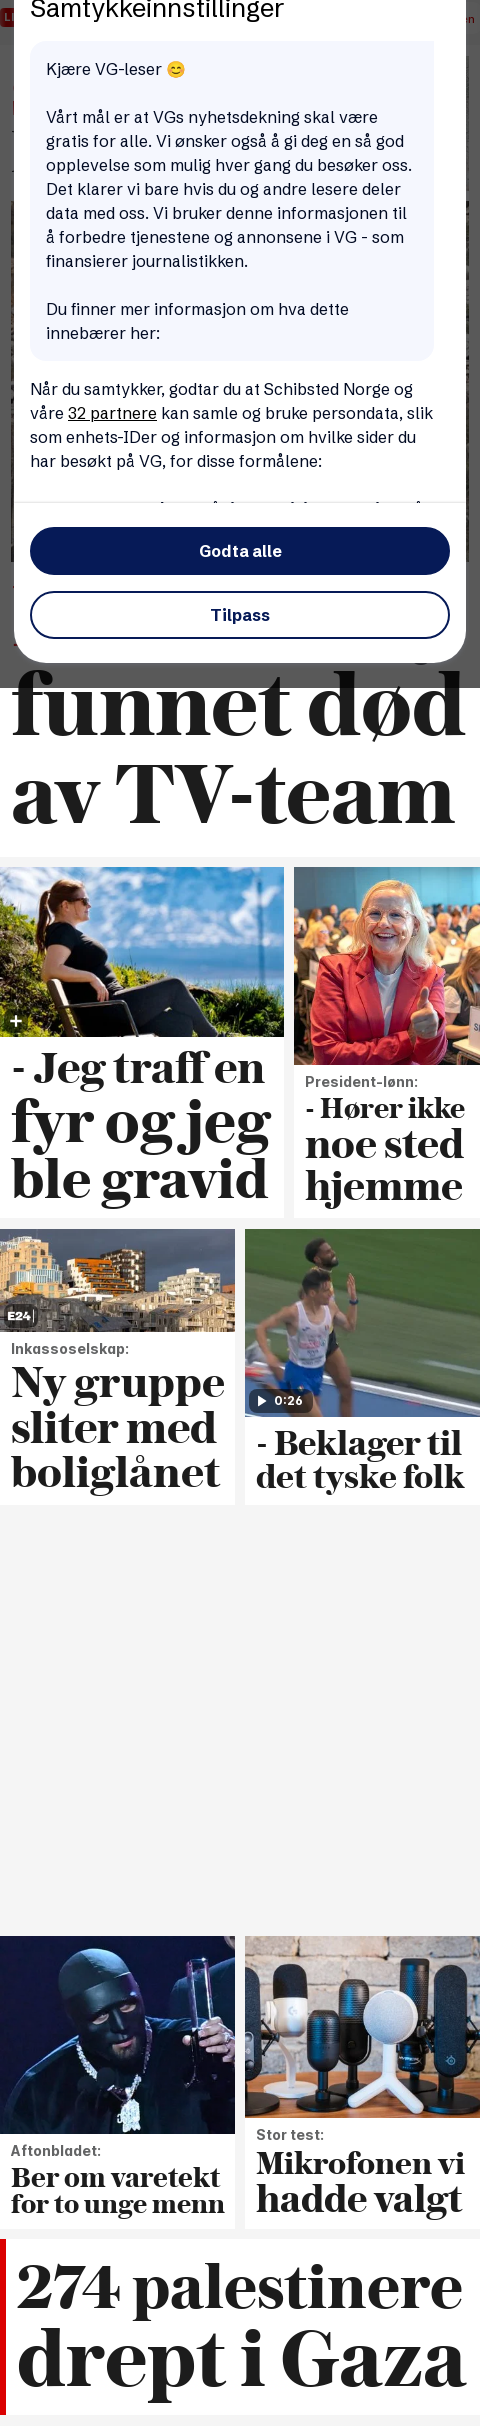 Samtykkeinnstillinger
Kjære VG-leser 😊
Vårt mål er at VGs nyhetsdekning skal være
gratis for alle. Vi ønsker også å gi deg en så god
opplevelse som mulig hver gang du besøker oss.
Det klarer vi bare hvis du og andre lesere deler
data med oss. Vi bruker denne informasjonen til
å forbedre tjenestene og annonsene i VG - som
finansierer journalistikken.
Du finner mer informasjon om hva dette
innebærer her:
Når du samtykker, godtar du at Schibsted Norge og
våre 32 partnere kan samle og bruke persondata, slik
som enhets-IDer og informasjon om hvilke sider du
har besøkt på VG, for disse formålene:
Godta alle
Tilpass
funnet død
av TV-team
- Jeg traff en
fyr og jeg
ble gravid
President-lønn:
- Hører ikke
noe sted
hjemme
E24
Inkassoselskap:
Ny gruppe
sliter med
boliglånet
0:26
- Beklager til
det tyske folk
Aftonbladet:
Ber om varetekt
for to unge menn
Stor test:
Mikrofonen vi
hadde valgt
274 palestinere
drept i Gaza